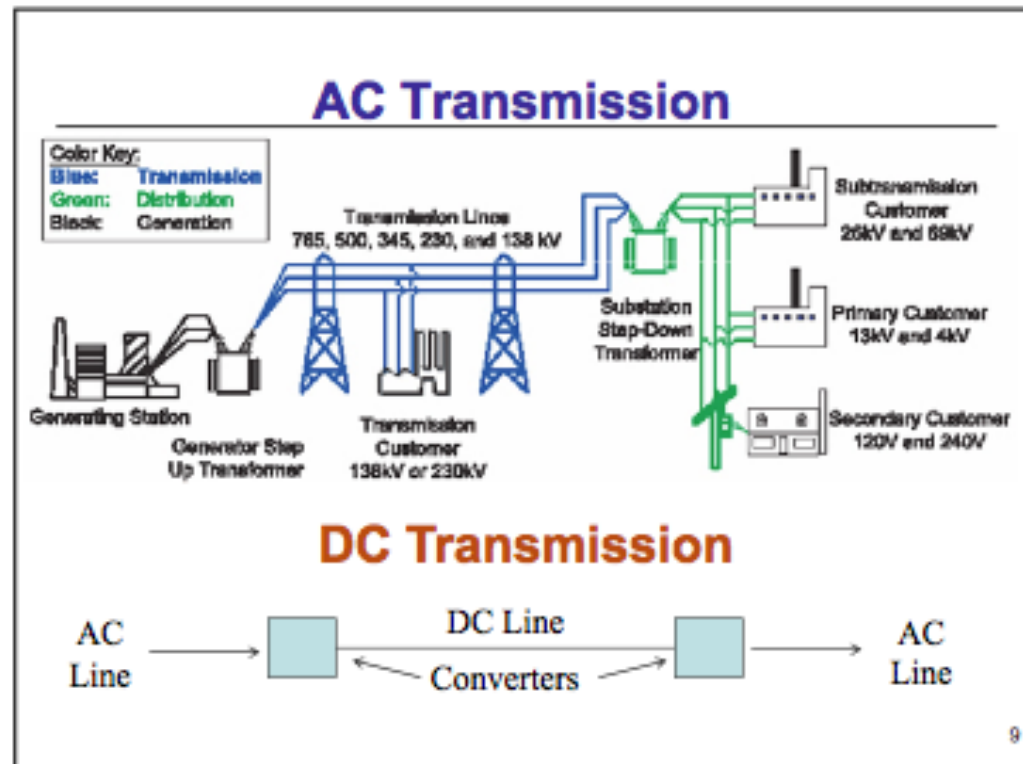 AC Transmission
Color Key:
Blue: Transmission
Green: Distribution
Black: Generation
Transmission Lines
765, 500, 345, 230, and 138 kV
Subtransmission
Customer
26kV and 69kV
Substation
Step-Down
Transformer
Primary Customer
13kV and 4kV
Generating Station
Generator Step
Up Transformer
Transmission
Customer
138kV or 230kV
Secondary Customer
120V and 240V
DC Transmission
AC
Line
DC Line
Converters
AC
Line
9